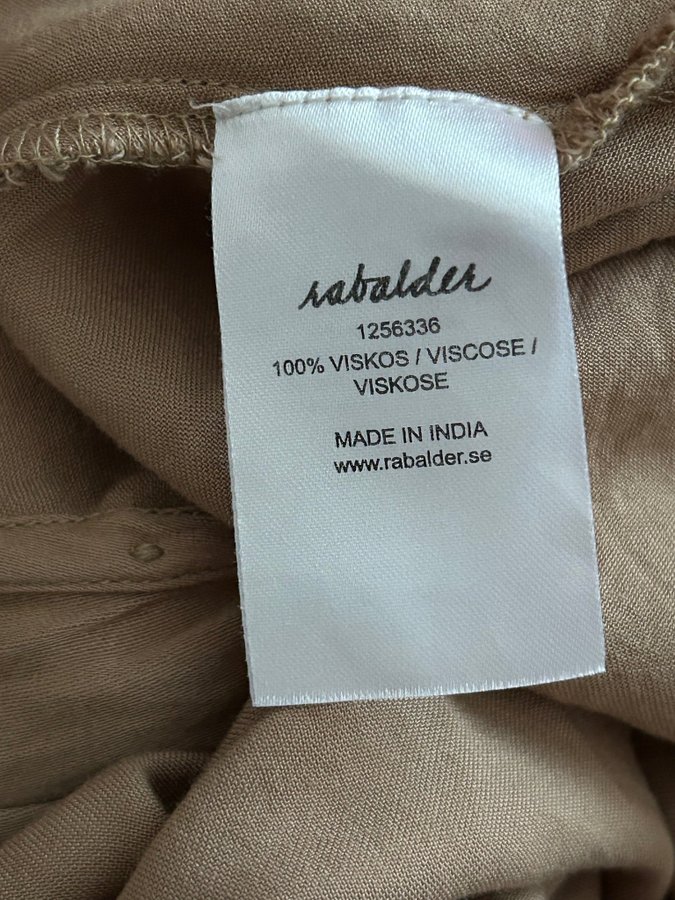 rabalder
1256336
100% VISKOS / VISCOSE /
VISKOSE
MADE IN INDIA
www.rabalder.se